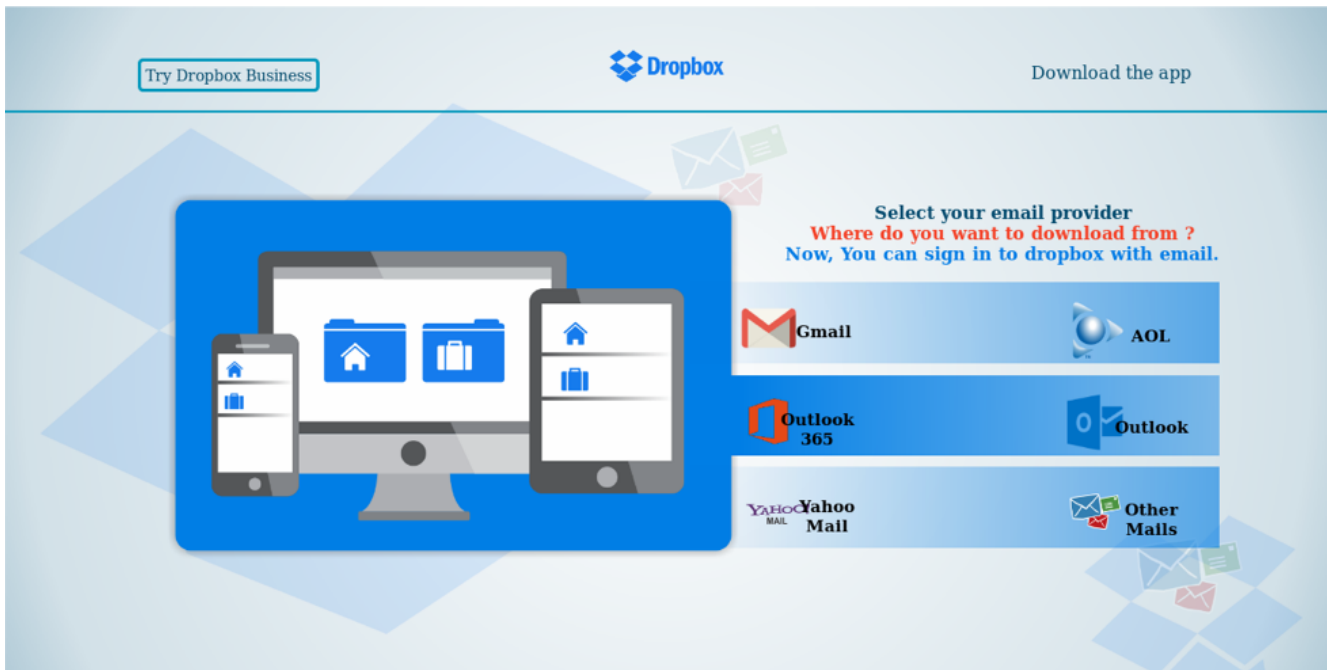 Try Dropbox Business
Dropbox
Download the app
Select your email provider
Where do you want to download from ?
Now, You can sign in to dropbox with email.
Gmail
AOL
Outlook
365
O
Outlook
YAHOO
MAIL
Yahoo
Mail
Other
Mails